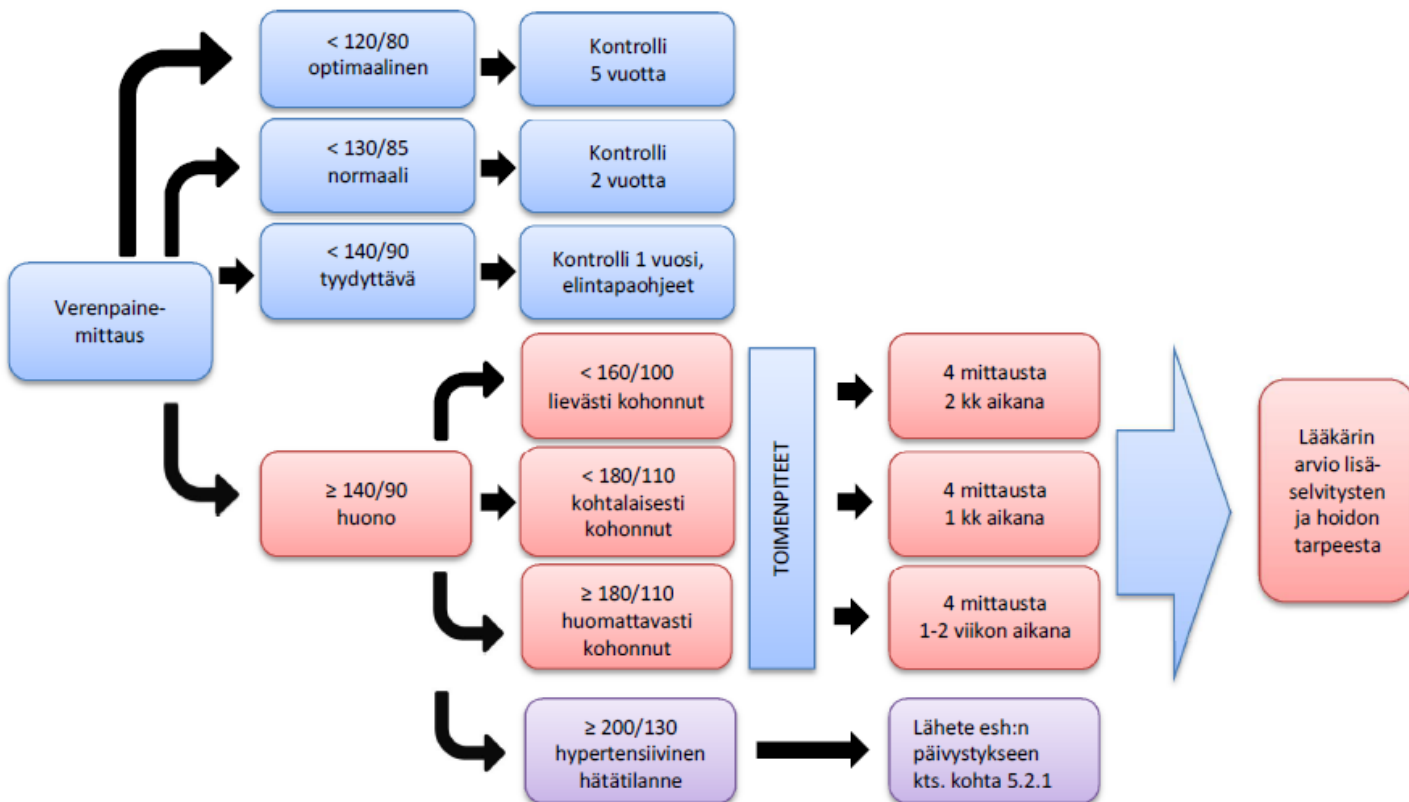 < 120/80
optimaalinen
Kontrolli
5 vuotta
< 130/85
normaali
Kontrolli
2 vuotta
< 140/90
tyydyttävä
Kontrolli 1 vuosi,
elintapaohjeet
Verenpaine-
mittaus
≥ 140/90
huono
< 160/100
lievästi kohonnut
< 180/110
kohtalaisesti
kohonnut
≥ 180/110
huomattavasti
kohonnut
≥ 200/130
hypertensiivinen
hätätilanne
TOIMENPITEET
4 mittausta
2 kk aikana
4 mittausta
1 kk aikana
4 mittausta
1-2 viikon aikana
Lähete esh:n
päivystykseen
kts. kohta 5.2.1
Lääkärin
arvio lisä-
selvitysten
ja hoidon
tarpeesta